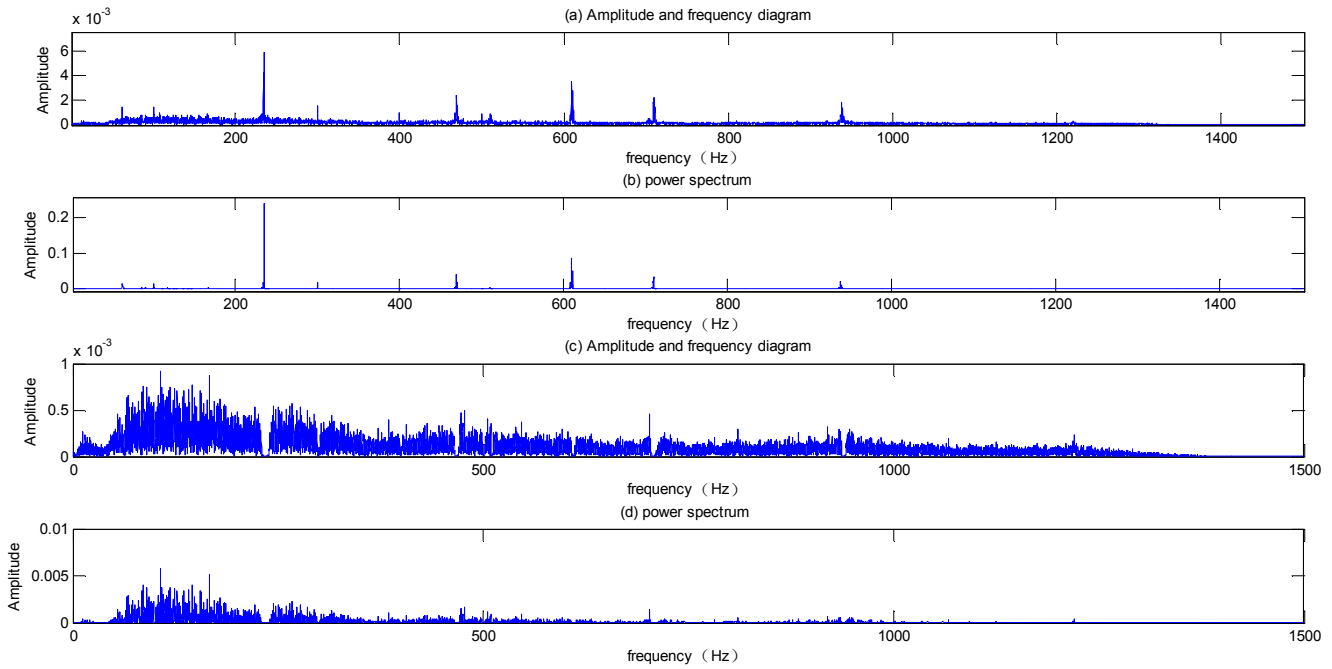 x 10-3
(a) Amplitude and frequency diagram
Amplitude
6
4
2
0
200 400 600 800 1000 1200 1400
frequency（Hz）
(b) power spectrum
Amplitude
0.2
0.1
0
200 400 600 800 1000 1200 1400
frequency（Hz）
x 10-3
(c) Amplitude and frequency diagram
Amplitude
1
0.5
0
0 500 1000 1500
frequency（Hz）
(d) power spectrum
Amplitude
0.01
0.005
0
0 500 1000 1500
frequency（Hz）